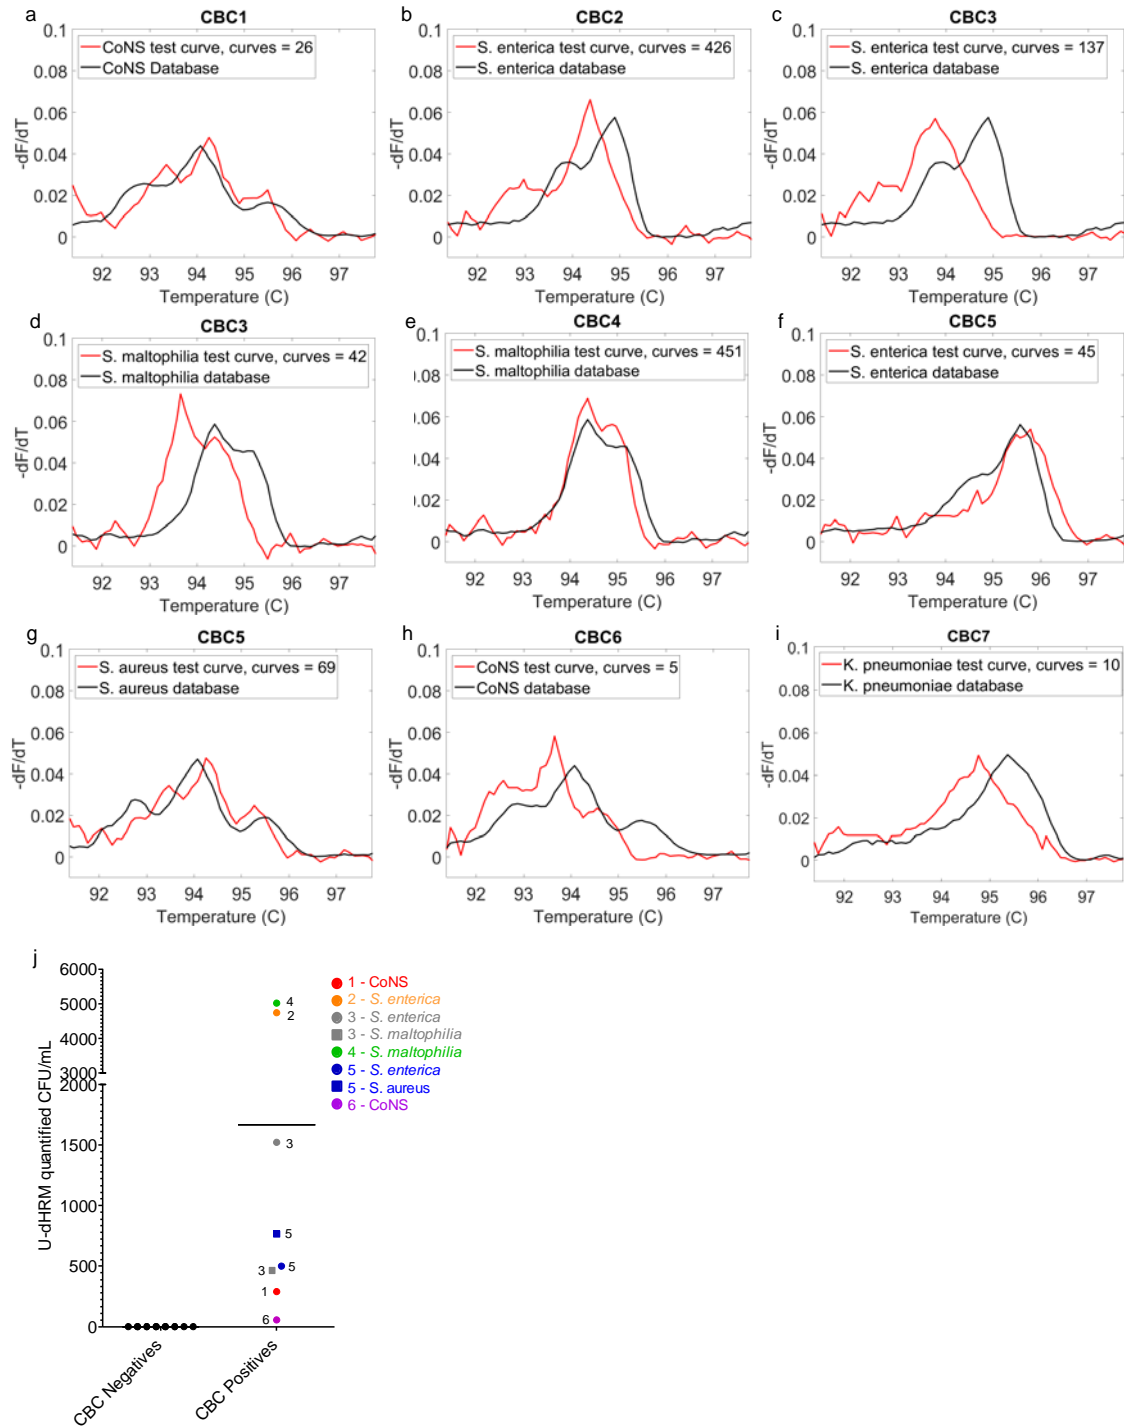 a
CBC1
CoNS test curve, curves = 26
CoNS Database
0.1
0.08
0.06
0.04
0.02
0
-dF/dT
92 93 94 95 96 97
Temperature (C)
b
CBC2
S. enterica test curve, curves = 426
S. enterica database
0.1
0.08
0.06
0.04
0.02
0
-dF/dT
92 93 94 95 96 97
Temperature (C)
c
CBC3
S. enterica test curve, curves = 137
S. enterica database
0.1
0.08
0.06
0.04
0.02
0
-dF/dT
92 93 94 95 96 97
Temperature (C)
d
CBC3
S. maltophilia test curve, curves = 42
S. maltophilia database
0.1
0.08
0.06
0.04
0.02
0
-dF/dT
92 93 94 95 96 97
Temperature (C)
e
CBC4
S. maltophilia test curve, curves = 451
S. maltophilia database
0.1
0.08
0.06
0.04
0.02
0
-dF/dT
92 93 94 95 96 97
Temperature (C)
f
CBC5
S. enterica test curve, curves = 45
S. enterica database
0.1
0.08
0.06
0.04
0.02
0
-dF/dT
92 93 94 95 96 97
Temperature (C)
g
CBC5
S. aureus test curve, curves = 69
S. aureus database
0.1
0.08
0.06
0.04
0.02
0
-dF/dT
92 93 94 95 96 97
Temperature (C)
h
CBC6
CoNS test curve, curves = 5
CoNS database
0.1
0.08
0.06
0.04
0.02
0
-dF/dT
92 93 94 95 96 97
Temperature (C)
i
CBC7
K. pneumoniae test curve, curves = 10
K. pneumoniae database
0.1
0.08
0.06
0.04
0.02
0
-dF/dT
92 93 94 95 96 97
Temperature (C)
j
6000
5000
4000
3000
2000
1500
1000
500
0
U-dHRM quantified CFU/mL
4
2
3
5
5
3
1
6
CBC Negatives
CBC Positives
1 - CoNS
2 - S. enterica
3 - S. enterica
3 - S. maltophilia
4 - S. maltophilia
5 - S. enterica
5 - S. aureus
6 - CoNS